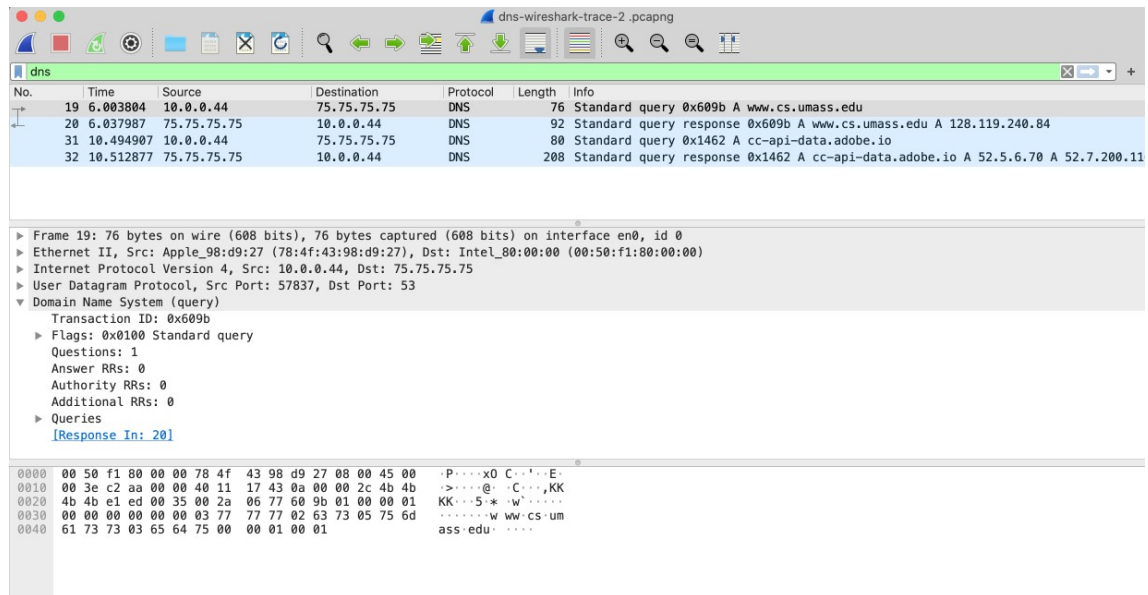 dns-wireshark-trace-2 .pcapng
dns
No. Time Source Destination Protocol Length Info
19 6.003804 10.0.0.44 75.75.75.75 DNS 76 Standard query 0x609b A www.cs.umass.edu
20 6.037987 75.75.75.75 10.0.0.44 DNS 92 Standard query response 0x609b A www.cs.umass.edu A 128.119.240.84
31 10.494907 10.0.0.44 75.75.75.75 DNS 80 Standard query 0x1462 A cc-api-data.adobe.io
32 10.512877 75.75.75.75 10.0.0.44 DNS 208 Standard query response 0x1462 A cc-api-data.adobe.io A 52.5.6.70 A 52.7.200.11
Frame 19: 76 bytes on wire (608 bits), 76 bytes captured (608 bits) on interface en0, id 0
Ethernet II, Src: Apple_98:d9:27 (78:4f:43:98:d9:27), Dst: Intel_80:00:00 (00:50:f1:80:00:00)
Internet Protocol Version 4, Src: 10.0.0.44, Dst: 75.75.75.75
User Datagram Protocol, Src Port: 57837, Dst Port: 53
Domain Name System (query)
Transaction ID: 0x609b
Flags: 0x0100 Standard query
Questions: 1
Answer RRs: 0
Authority RRs: 0
Additional RRs: 0
Queries
[Response In: 20]
0000 00 50 f1 80 00 00 78 4f 43 98 d9 27 08 00 45 00 ·P····xO C··'··E·
0010 00 3e c2 aa 00 00 40 11 17 43 0a 00 00 2c 4b 4b ·>····@· ·C···,KK
0020 4b 4b e1 ed 00 35 00 2a 06 77 60 9b 01 00 00 01 KK···5·* ·w`·····
0030 00 00 00 00 00 00 03 77 77 77 02 63 73 05 75 6d ·······w ww·cs·um
0040 61 73 73 03 65 64 75 00 00 01 00 01 ass·edu· ····